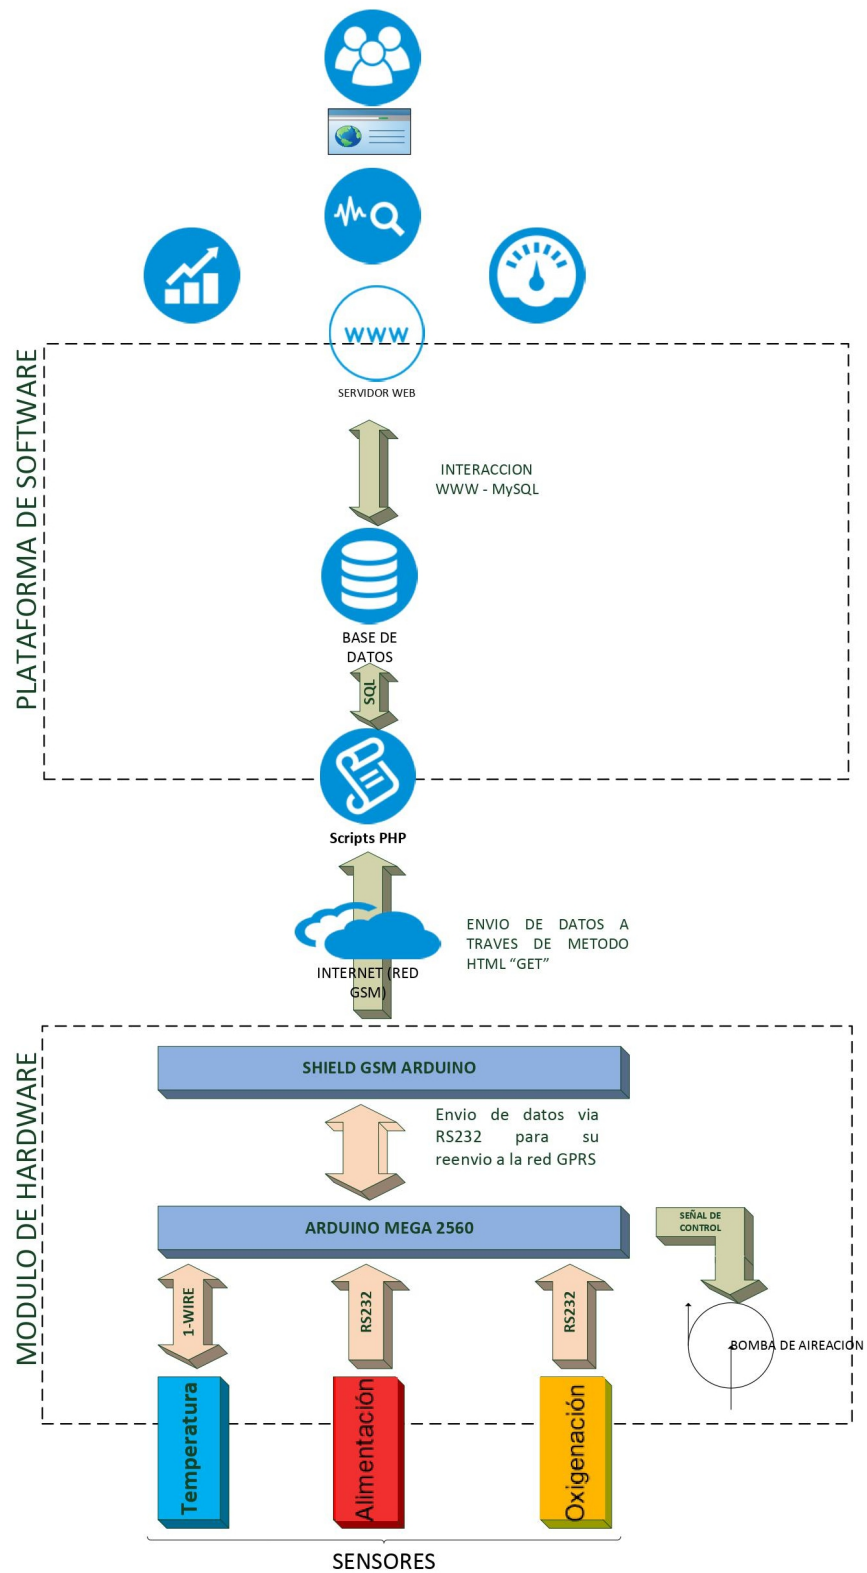 www
SERVIDOR WEB
PLATAFORMA DE SOFTWARE
INTERACCION
WWW - MySQL
BASE DE
DATOS
SQL
Scripts PHP
ENVIO DE DATOS A
TRAVES DE METODO
HTML “GET”
INTERNET (RED
GSM)
MODULO DE HARDWARE
SHIELD GSM ARDUINO
Envio de datos via
RS232 para su
reenvio a la red GPRS
ARDUINO MEGA 2560
SEÑAL DE
CONTROL
1-WIRE
RS232
RS232
BOMBA DE AIREACIÓN
Temperatura
Alimentación
Oxigenación
SENSORES